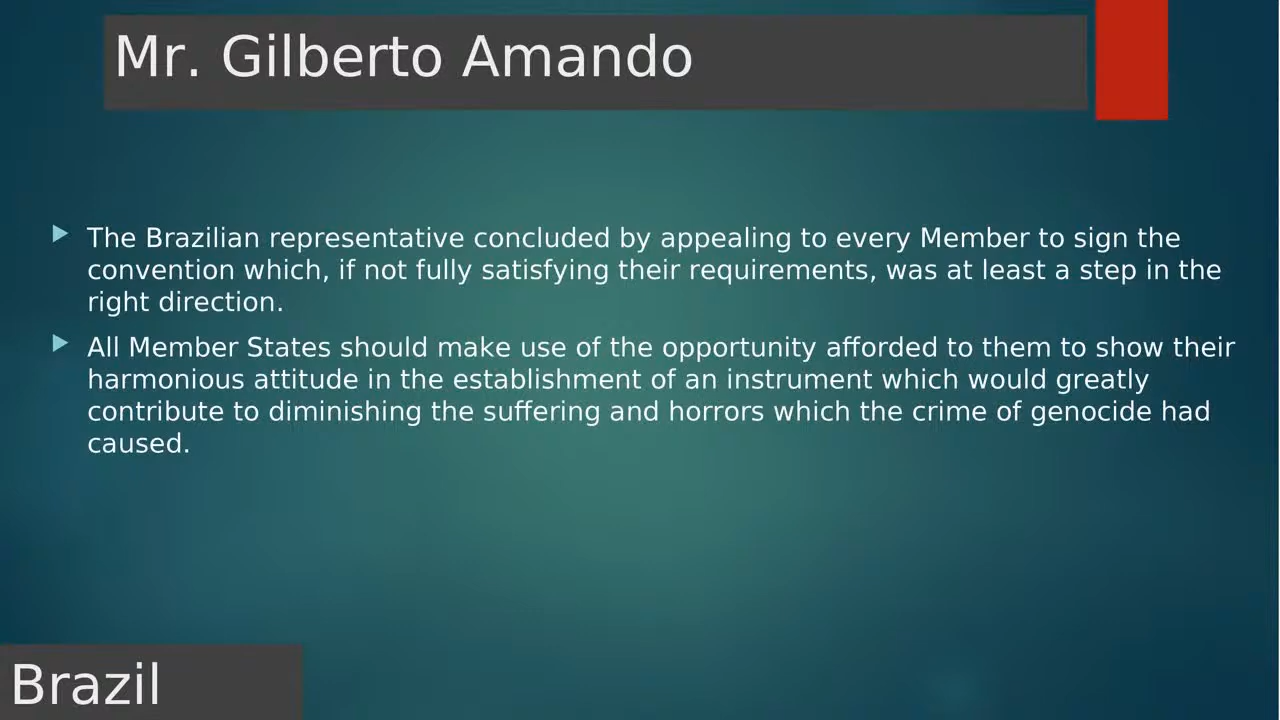 Mr. Gilberto Amando
The Brazilian representative concluded by appealing to every Member to sign the
convention which, if not fully satisfying their requirements, was at least a step in the
right direction.
All Member States should make use of the opportunity afforded to them to show their
harmonious attitude in the establishment of an instrument which would greatly
contribute to diminishing the suffering and horrors which the crime of genocide had
caused.
Brazil